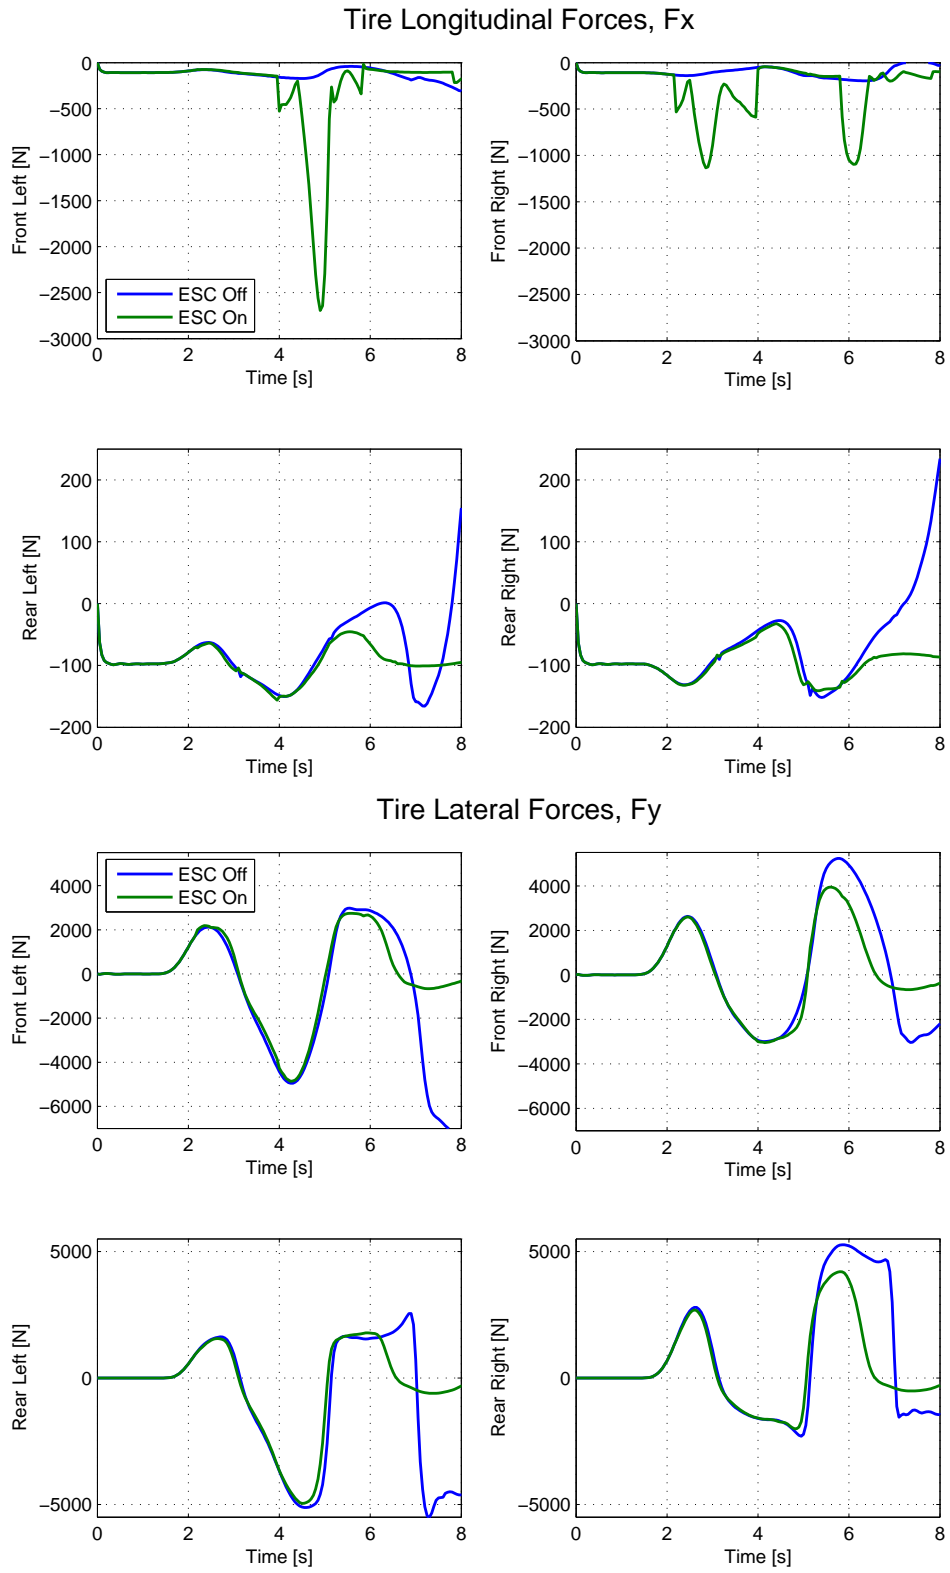 Tire Longitudinal Forces, Fx
Front Left [N]
0
−500
−1000
−1500
−2000
−2500
−3000
ESC Off
ESC On
0 2 4 6 8
Time [s]
Front Right [N]
0
−500
−1000
−1500
−2000
−2500
−3000
0 2 4 6 8
Time [s]
Rear Left [N]
200
100
0
−100
−200
0 2 4 6 8
Time [s]
Rear Right [N]
200
100
0
−100
−200
0 2 4 6 8
Time [s]
Tire Lateral Forces, Fy
Front Left [N]
4000
2000
0
−2000
−4000
−6000
ESC Off
ESC On
0 2 4 6 8
Time [s]
Front Right [N]
4000
2000
0
−2000
−4000
−6000
0 2 4 6 8
Time [s]
Rear Left [N]
5000
0
−5000
0 2 4 6 8
Time [s]
Rear Right [N]
5000
0
−5000
0 2 4 6 8
Time [s]